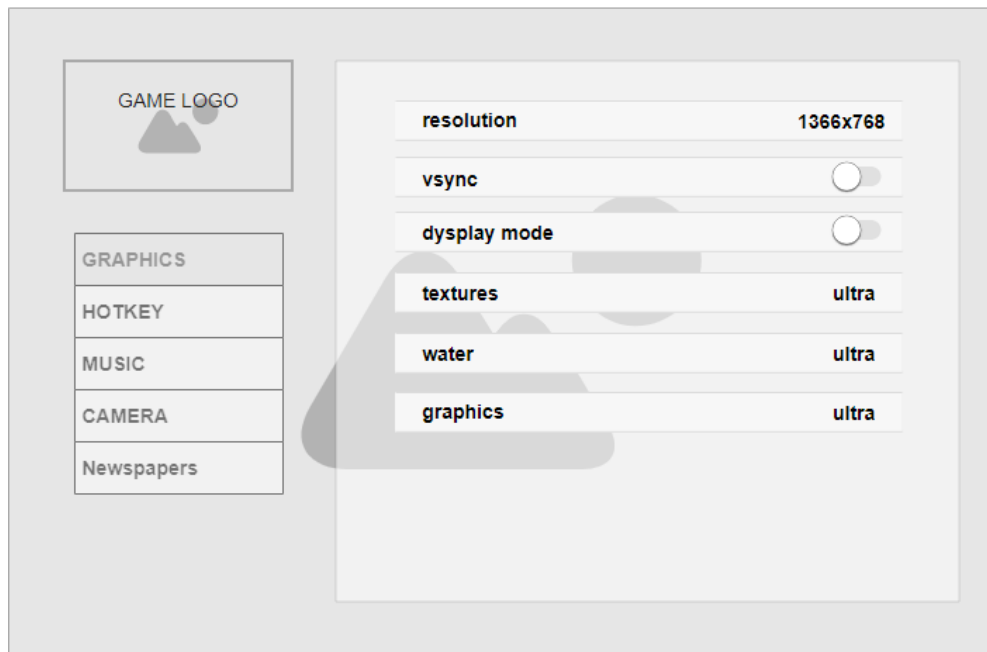 GAME LOGO
GRAPHICS
HOTKEY
MUSIC
CAMERA
Newspapers
resolution 1366x768
vsync
dysplay mode
textures ultra
water ultra
graphics ultra